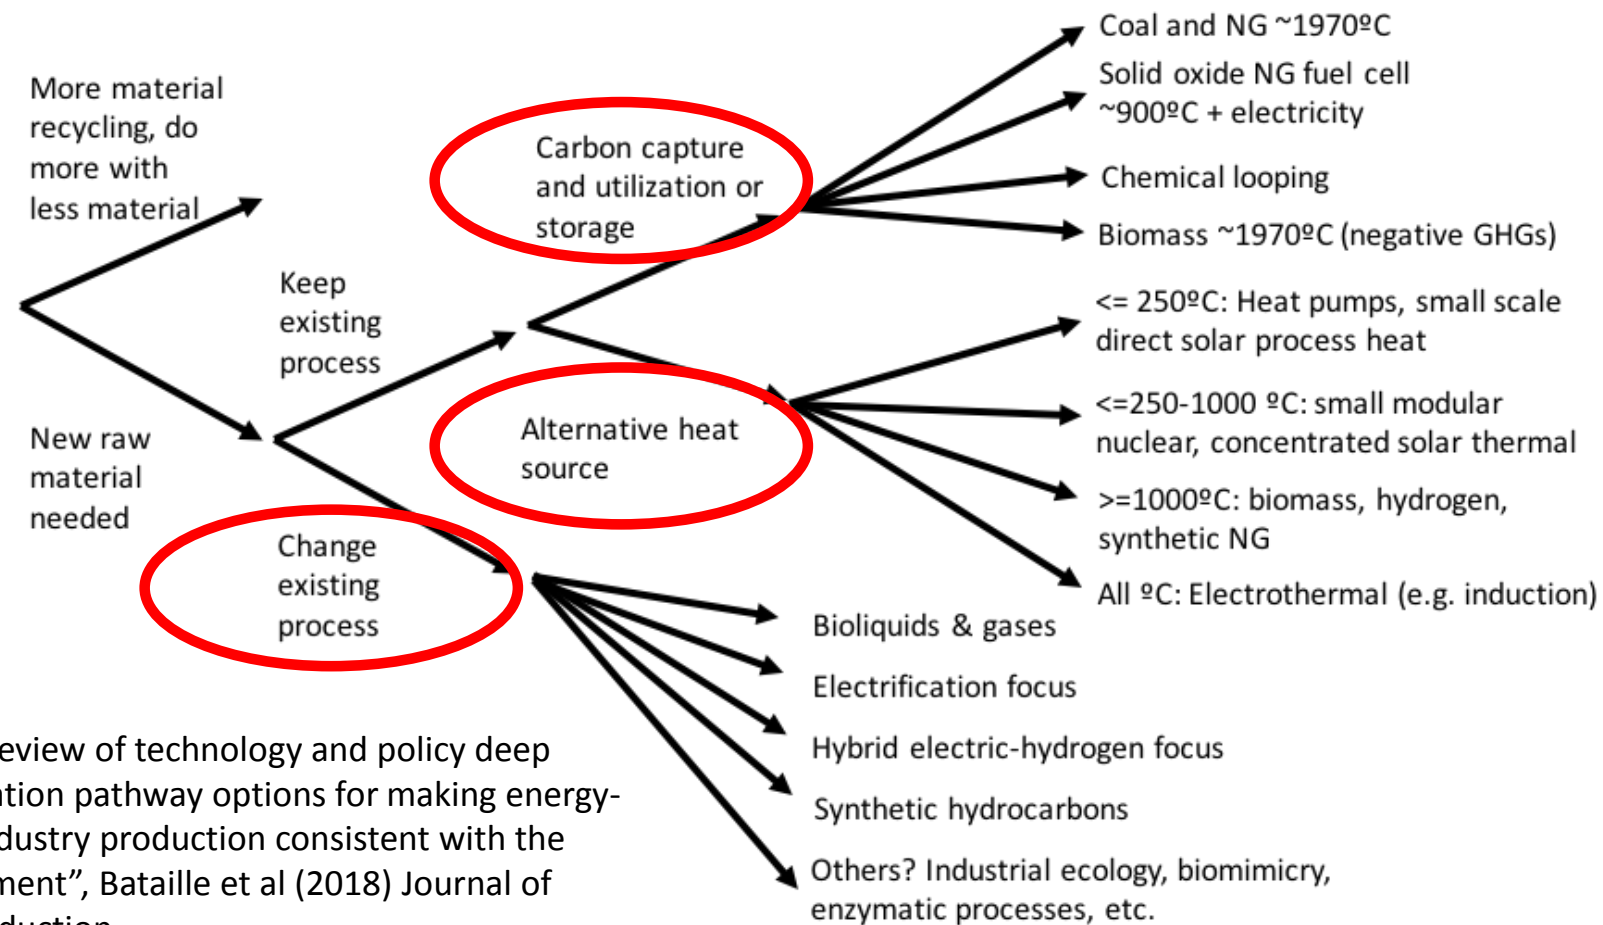 More material
recycling, do
more with
less material
New raw
material
needed
Keep
existing
process
Change
existing
process
Carbon capture
and utilization or
storage
Alternative heat
source
Coal and NG ~1970ºC
Solid oxide NG fuel cell
~900ºC + electricity
Chemical looping
Biomass ~1970ºC (negative GHGs)
<= 250ºC: Heat pumps, small scale
direct solar process heat
<=250-1000 ºC: small modular
nuclear, concentrated solar thermal
>=1000ºC: biomass, hydrogen,
synthetic NG
All ºC: Electrothermal (e.g. induction)
Bioliquids & gases
Electrification focus
Hybrid electric-hydrogen focus
Synthetic hydrocarbons
Others? Industrial ecology, biomimicry,
enzymatic processes, etc.
eview of technology and policy deep
ation pathway options for making energy-
dustry production consistent with the
ment”, Bataille et al (2018) Journal of